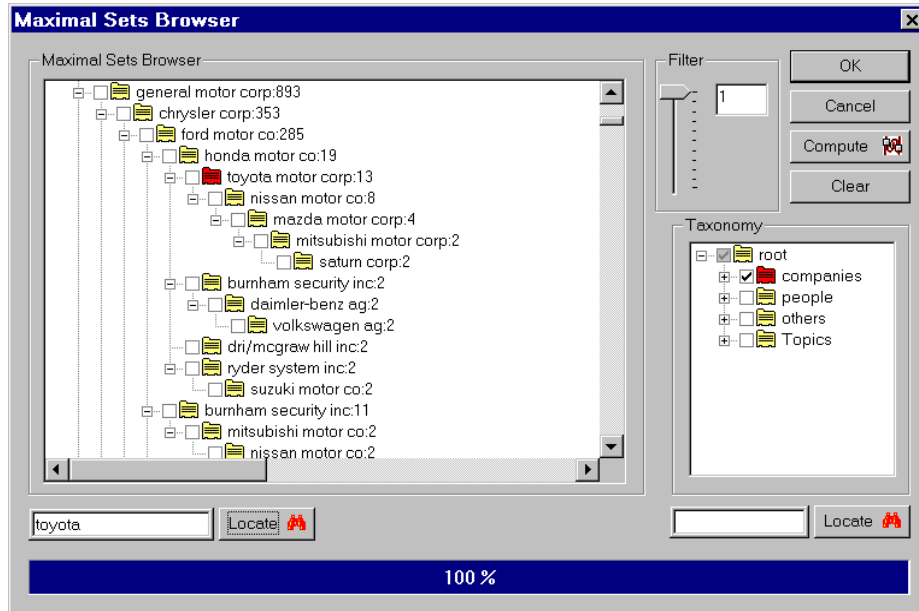 Maximal Sets Browser
Maximal Sets Browser
general motor corp:893
chrysler corp:353
ford motor co:285
honda motor co:19
toyota motor corp:13
nissan motor co:8
mazda motor corp:4
mitsubishi motor corp:2
saturn corp:2
burnham security inc:2
daimler-benz ag:2
volkswagen ag:2
dri/mcgraw hill inc:2
ryder system inc:2
suzuki motor co:2
burnham security inc:11
mitsubishi motor co:2
nissan motor co:2
toyota
Locate
Filter
1
OK
Cancel
Compute
Clear
Taxonomy
root
companies
people
others
Topics
Locate
100 %